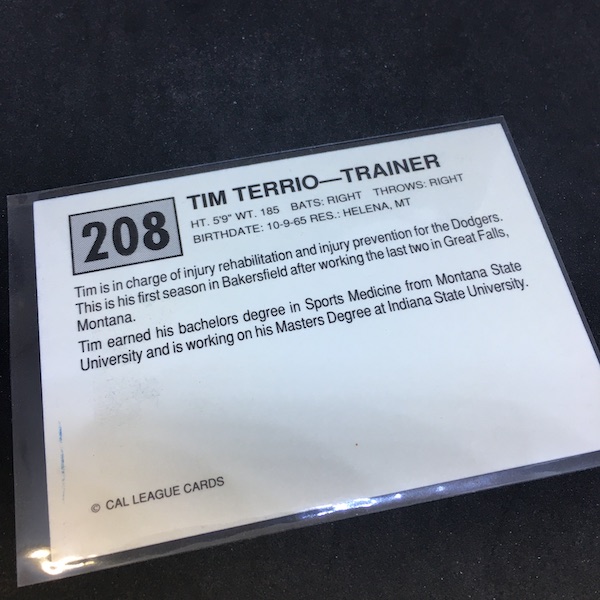 208
TIM TERRIO—TRAINER
HT. 5'9" WT. 185 BATS: RIGHT THROWS: RIGHT
BIRTHDATE: 10-9-65 RES.: HELENA, MT
Tim is in charge of injury rehabilitation and injury prevention for the Dodgers.
This is his first season in Bakersfield after working the last two in Great Falls,
Montana.
Tim earned his bachelors degree in Sports Medicine from Montana State
University and is working on his Masters Degree at Indiana State University.
© CAL LEAGUE CARDS